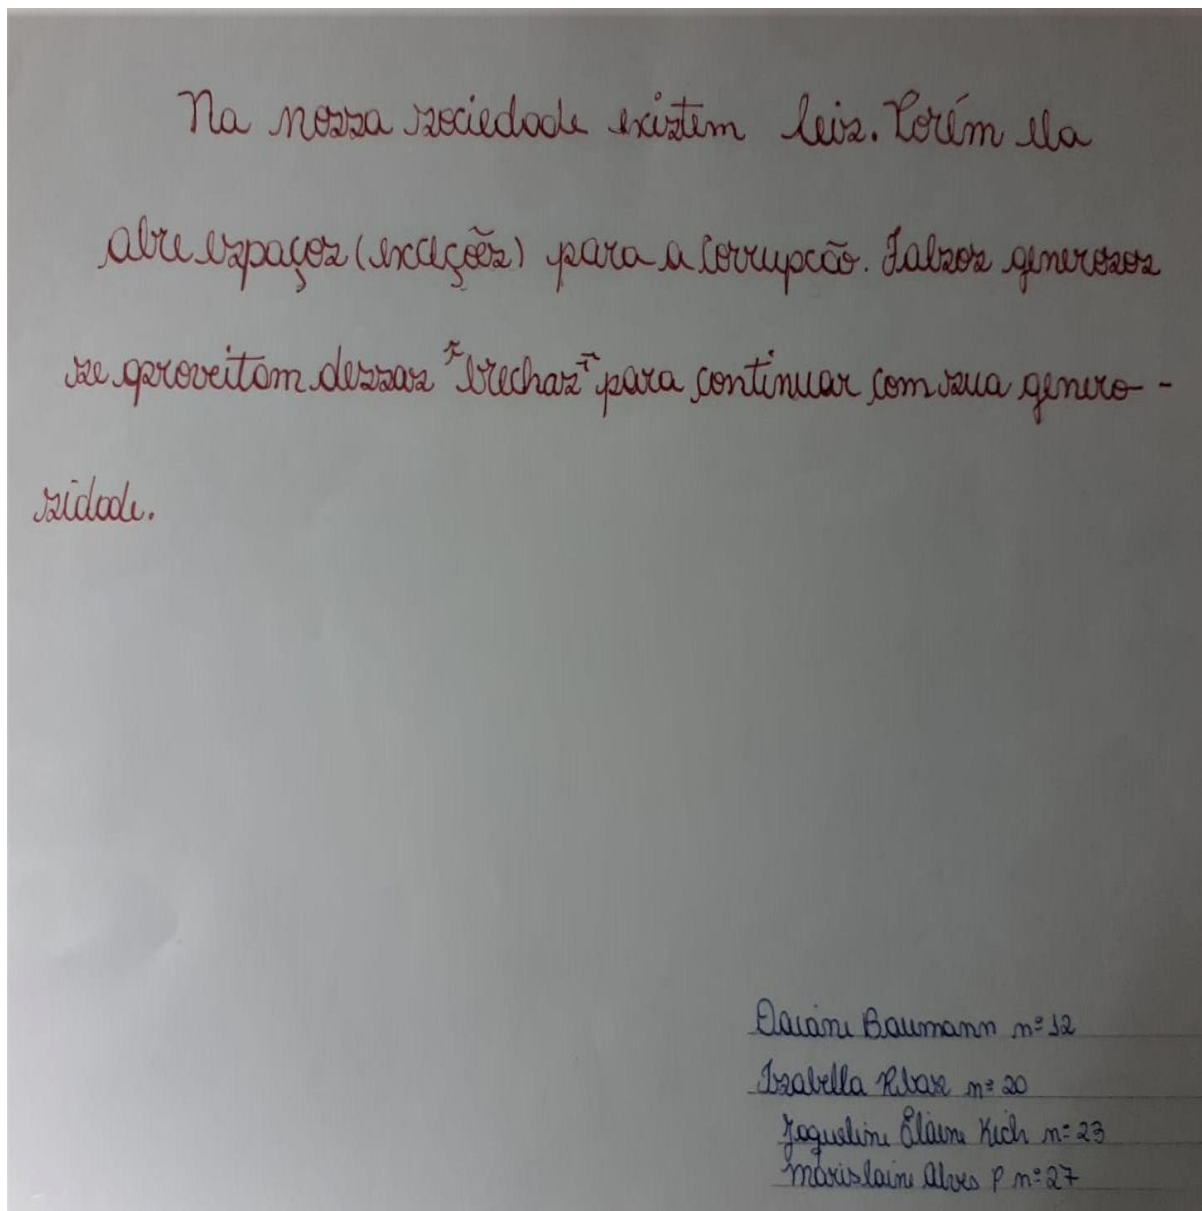 Na nossa sociedade existem leis. Porém ela
abre espaços (exceções) para a corrupcão. Falsos generosos
se aproveitam dessas "brechas" para continuar com sua genero-
sidade.
Daiane Baumann nº 12
Isabella Ribas nº 20
Jaqueline Elaine Kich nº 23
Marislaine Alves P nº 27